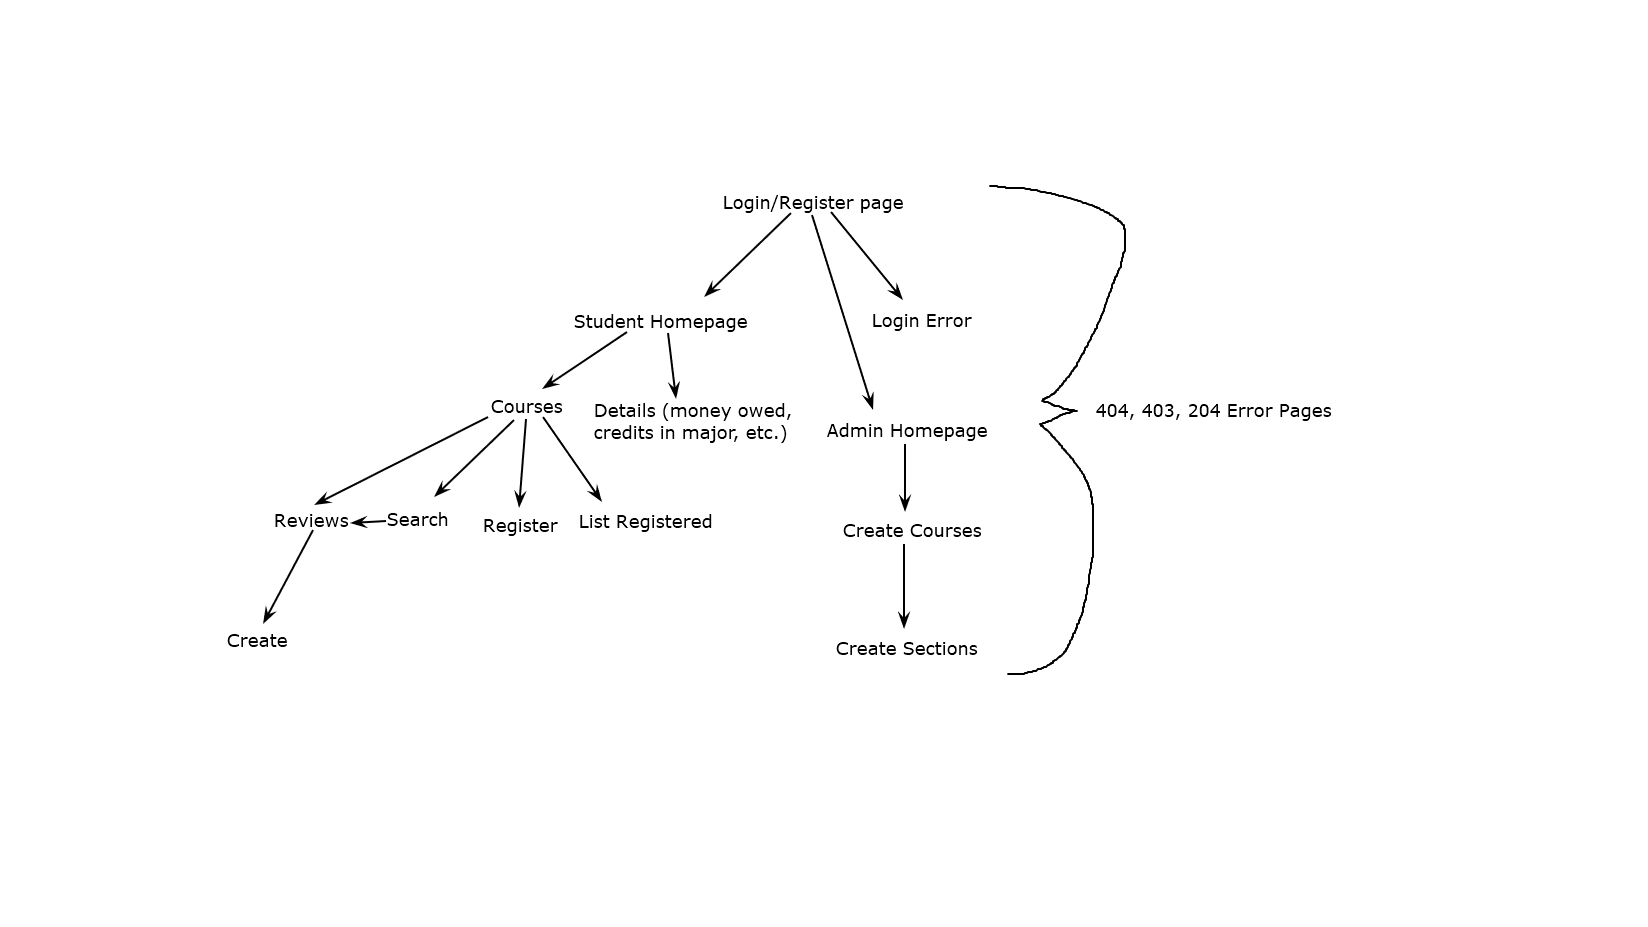 Login/Register page
Student Homepage
Login Error
Courses
Details (money owed,
credits in major, etc.)
Admin Homepage
404, 403, 204 Error Pages
Reviews
Search
Register
List Registered
Create Courses
Create
Create Sections